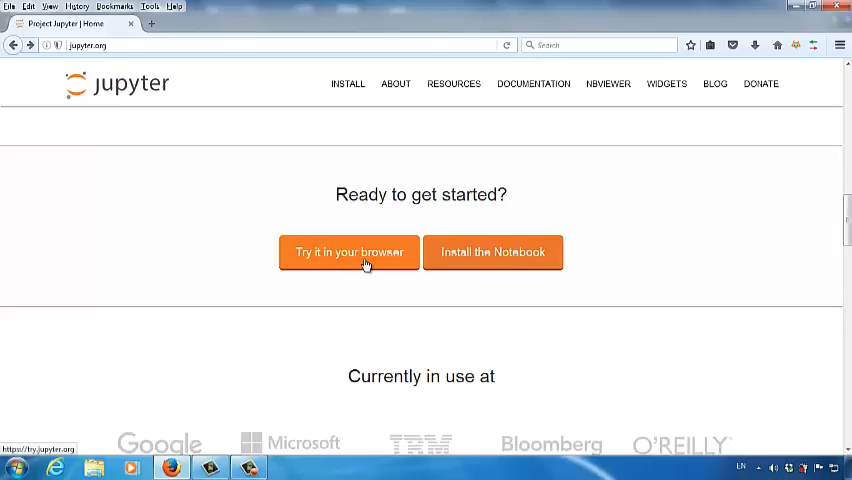 File Edit View History Bookmarks Tools Help
Project Jupyter | Home
jupyter.org
Search
jupyter
INSTALL ABOUT RESOURCES DOCUMENTATION NBVIEWER WIDGETS BLOG DONATE
Ready to get started?
Try it in your browser Install the Notebook
Currently in use at
Google Microsoft IBM Bloomberg O'REILLY
https://try.jupyter.org
EN